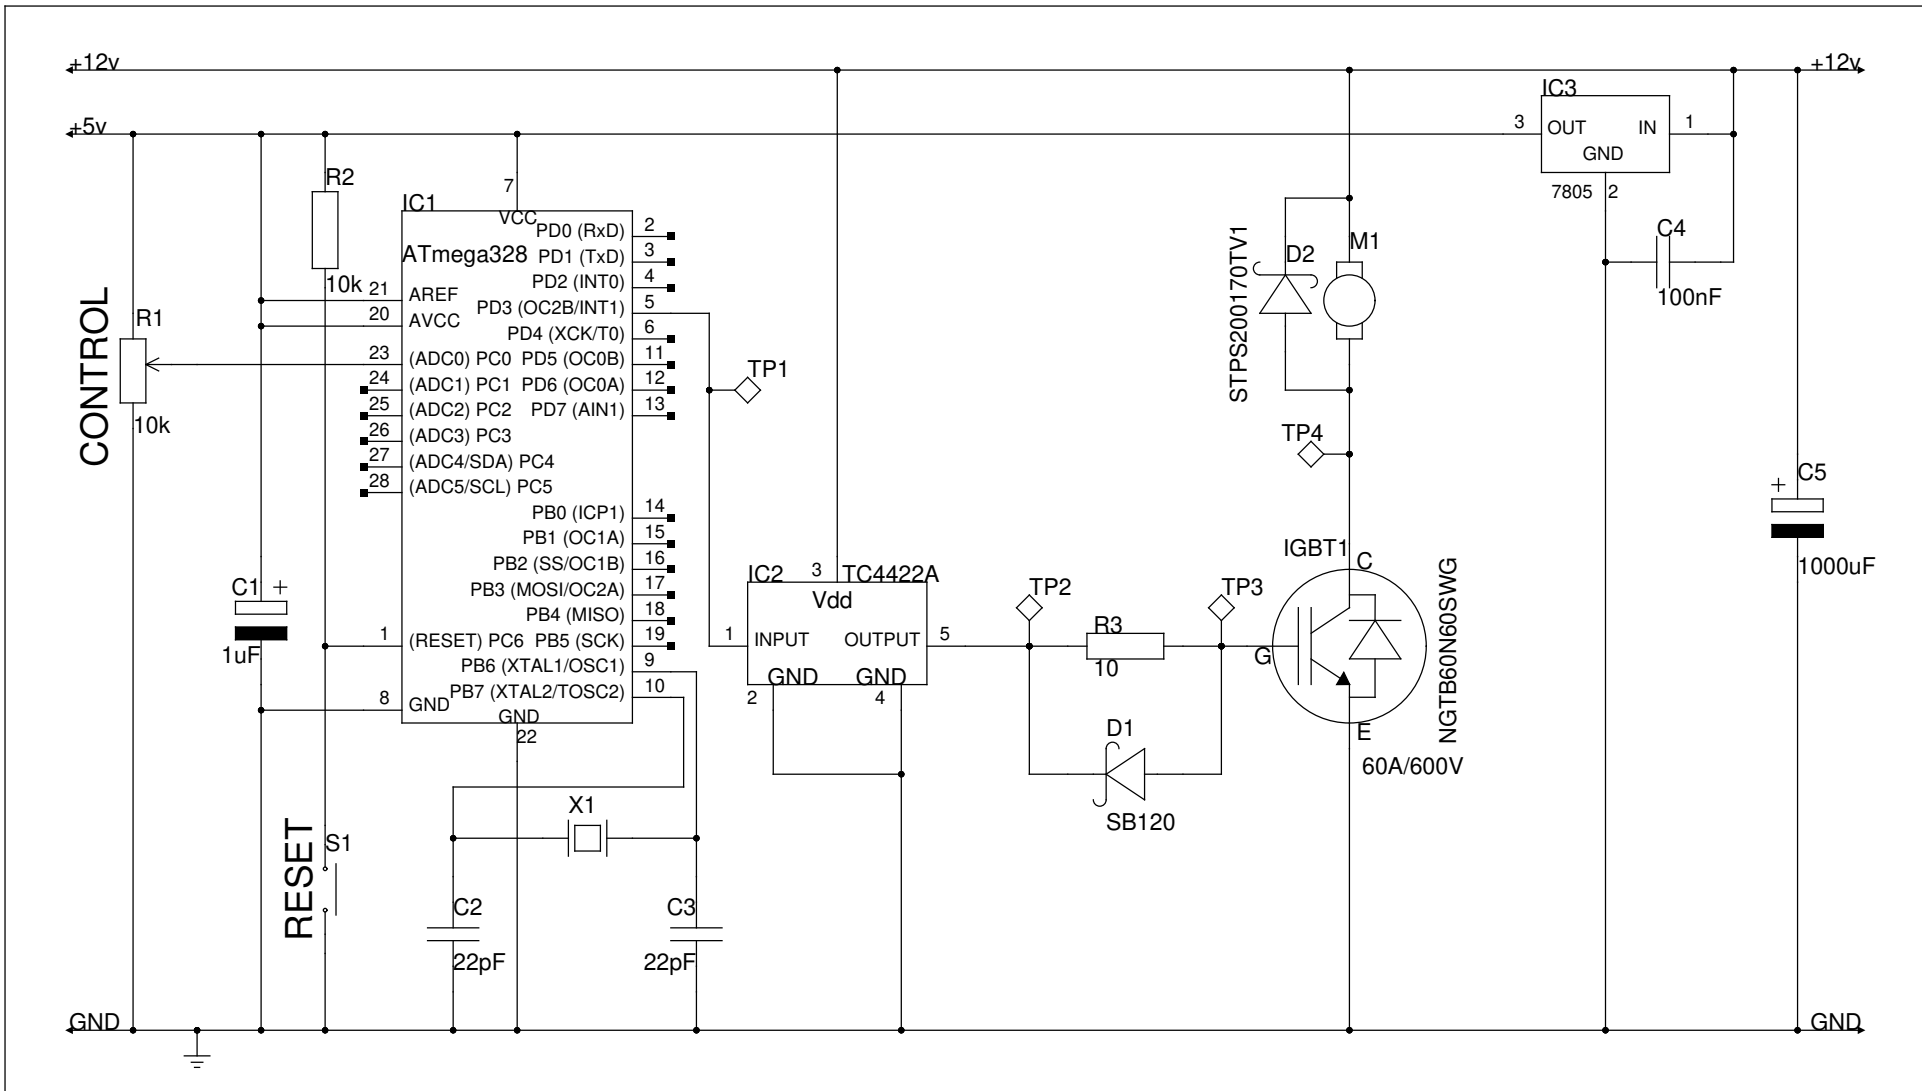 +12v
+12v
+5v
IC3
3
OUT
IN
1
GND
7805
2
C4
100nF
R2
10k
7
VCC
IC1
ATmega328
PD0 (RxD)
2
PD1 (TxD)
3
PD2 (INT0)
4
PD3 (OC2B/INT1)
5
PD4 (XCK/T0)
6
PD5 (OC0B)
11
PD6 (OC0A)
12
PD7 (AIN1)
13
21
AREF
20
AVCC
23
(ADC0) PC0
24
(ADC1) PC1
25
(ADC2) PC2
26
(ADC3) PC3
27
(ADC4/SDA) PC4
28
(ADC5/SCL) PC5
PB0 (ICP1)
14
PB1 (OC1A)
15
PB2 (SS/OC1B)
16
PB3 (MOSI/OC2A)
17
PB4 (MISO)
18
1
(RESET) PC6
PB5 (SCK)
19
PB6 (XTAL1/OSC1)
9
PB7 (XTAL2/TOSC2)
10
8
GND
GND
22
CONTROL
R1
10k
C1
+
1uF
TP1
STPS200170TV1
D2
M1
TP4
C5
+
1000uF
IC2
3
TC4422A
Vdd
1
INPUT
OUTPUT
5
GND
GND
2
4
TP2
R3
10
TP3
D1
SB120
IGBT1
C
G
E
NGTB60N60SWG
60A/600V
RESET
S1
X1
C2
22pF
C3
22pF
GND
GND